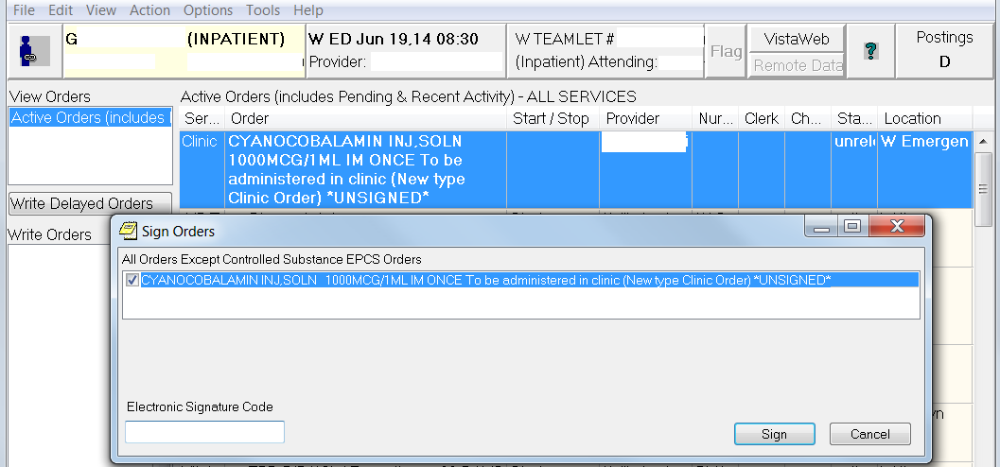 File Edit View Action Options Tools Help
G (INPATIENT) W ED Jun 19,14 08:30 W TEAMLET # Flag VistaWeb Postings
Provider: (Inpatient) Attending: Remote Data ? D
View Orders Active Orders (includes Pending & Recent Activity) - ALL SERVICES
Active Orders (includes Ser... Order Start / Stop Provider Nur... Clerk Ch... Sta... Location
Clinic CYANOCOBALAMIN INJ,SOLN unrel W Emergen
1000MCG/1ML IM ONCE To be
administered in clinic (New type
Clinic Order) *UNSIGNED*
Write Delayed Orders
Write Orders
Sign Orders
All Orders Except Controlled Substance EPCS Orders
CYANOCOBALAMIN INJ,SOLN 1000MCG/1ML IM ONCE To be administered in clinic (New type Clinic Order) *UNSIGNED*
Electronic Signature Code
Sign Cancel